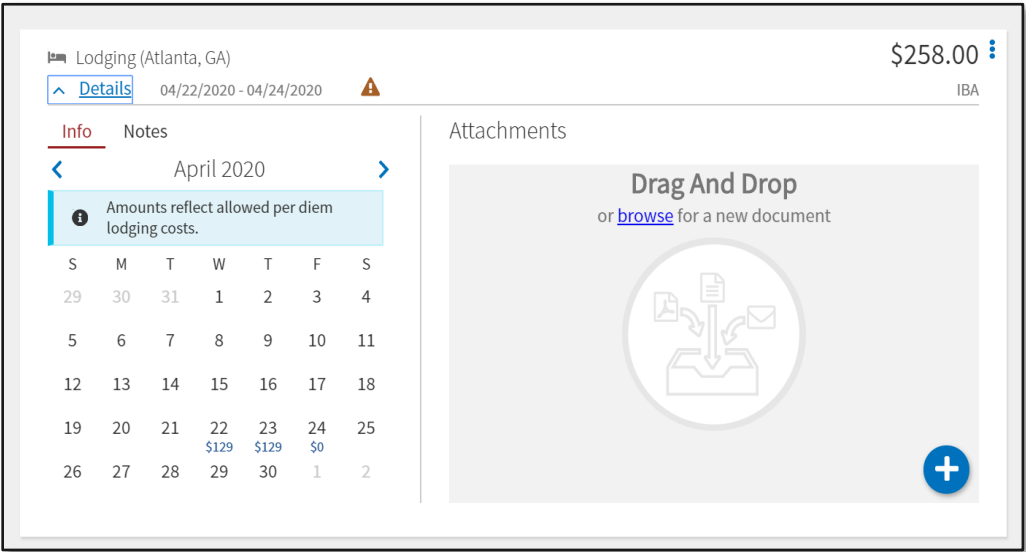 Lodging (Atlanta, GA)
$258.00
Details
04/22/2020 - 04/24/2020
IBA
Info
Notes
April 2020
Amounts reflect allowed per diem
lodging costs.
S M T W T F S
29 30 31 1 2 3 4
5 6 7 8 9 10 11
12 13 14 15 16 17 18
19 20 21 22 23 24 25
$129 $129 $0
26 27 28 29 30 1 2
Attachments
Drag And Drop
or browse for a new document